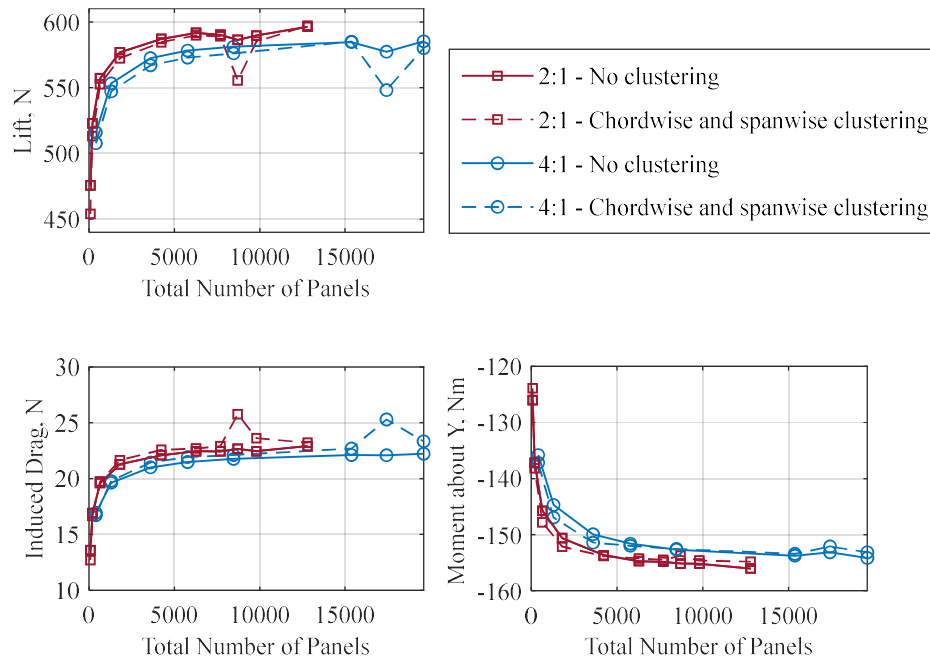 600
550
500
450
Lift, N
0
5000
10000
15000
Total Number of Panels
2:1 - No clustering
2:1 - Chordwise and spanwise clustering
4:1 - No clustering
4:1 - Chordwise and spanwise clustering
30
25
20
15
10
Induced Drag, N
0
5000
10000
15000
Total Number of Panels
-120
-130
-140
-150
-160
Moment about Y, Nm
0
5000
10000
15000
Total Number of Panels